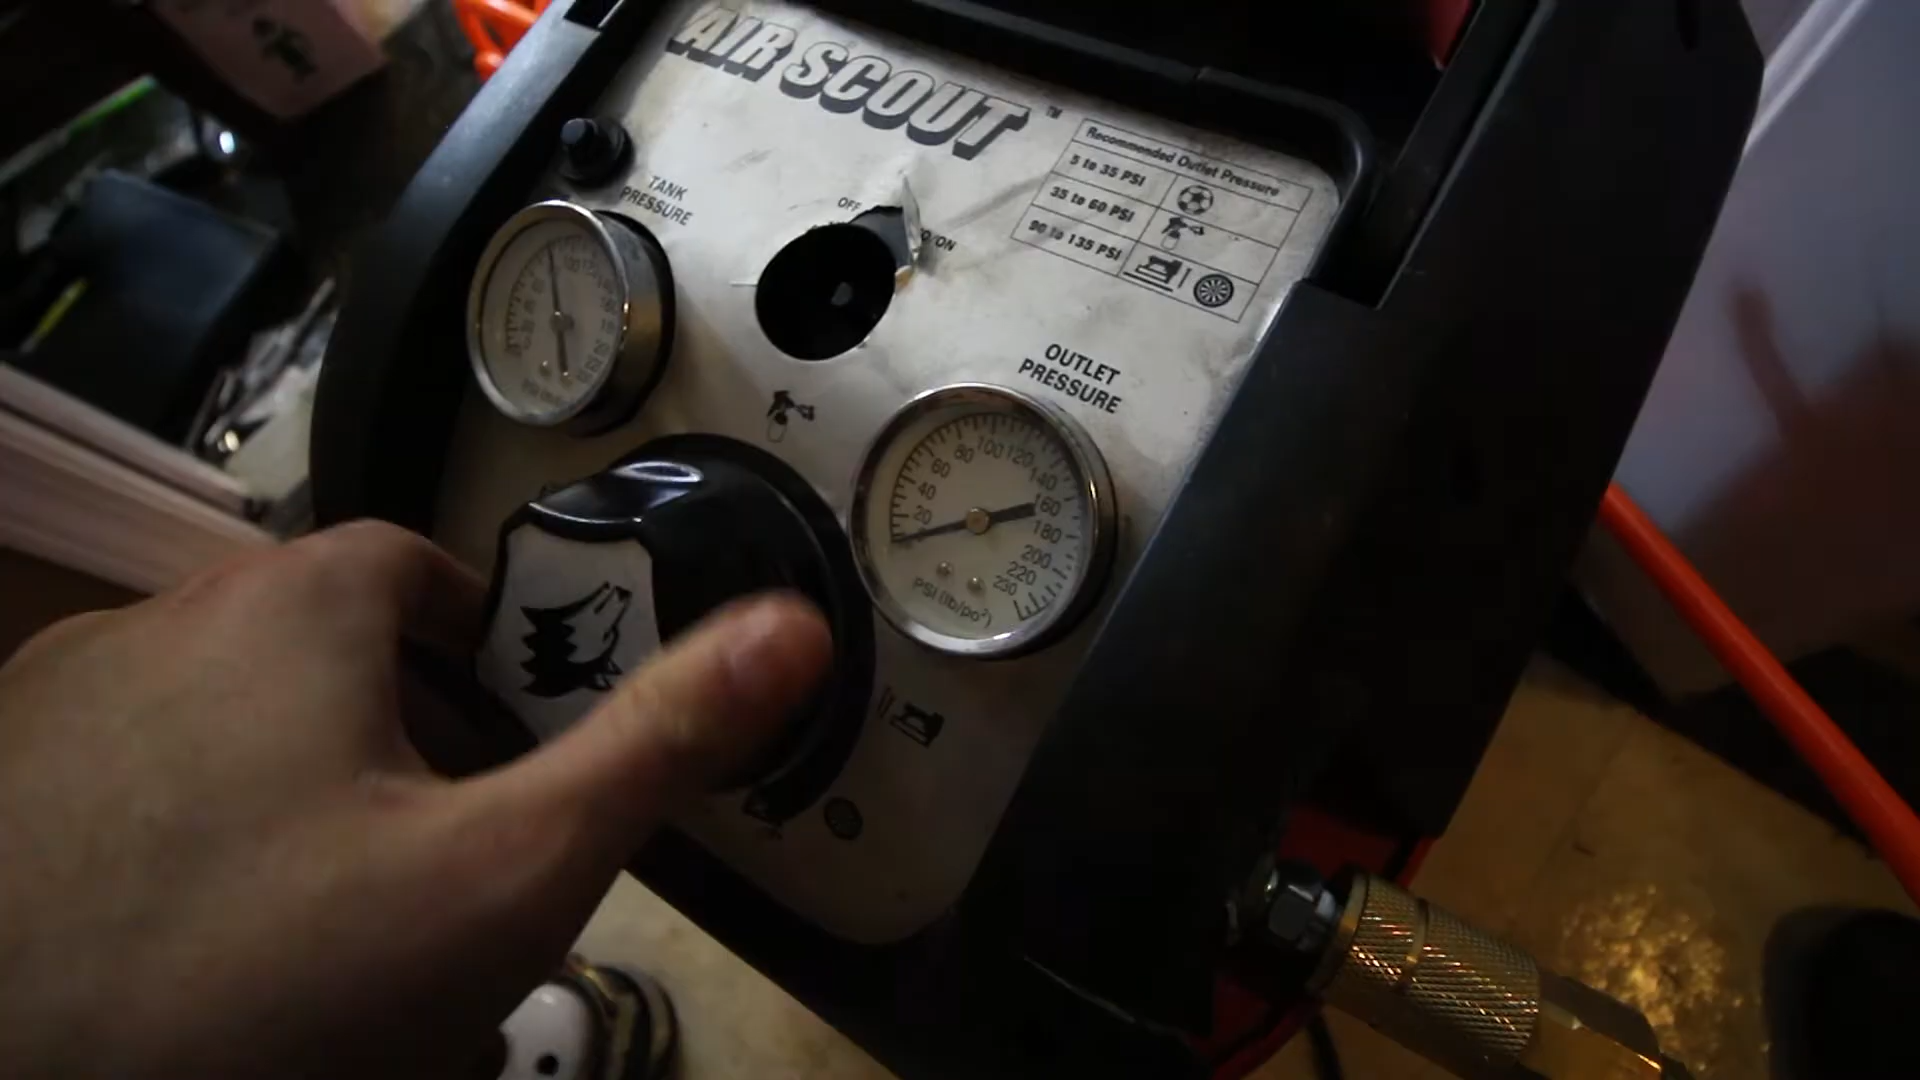 AIR SCOUT ™
Recommended Outlet Pressure
5 to 35 PSI
35 to 60 PSI
90 to 135 PSI
TANK
PRESSURE
OFF
OUTLET
PRESSURE
20
40
60
80
100
120
140
160
180
200
220
230
PSI (lb/po²)